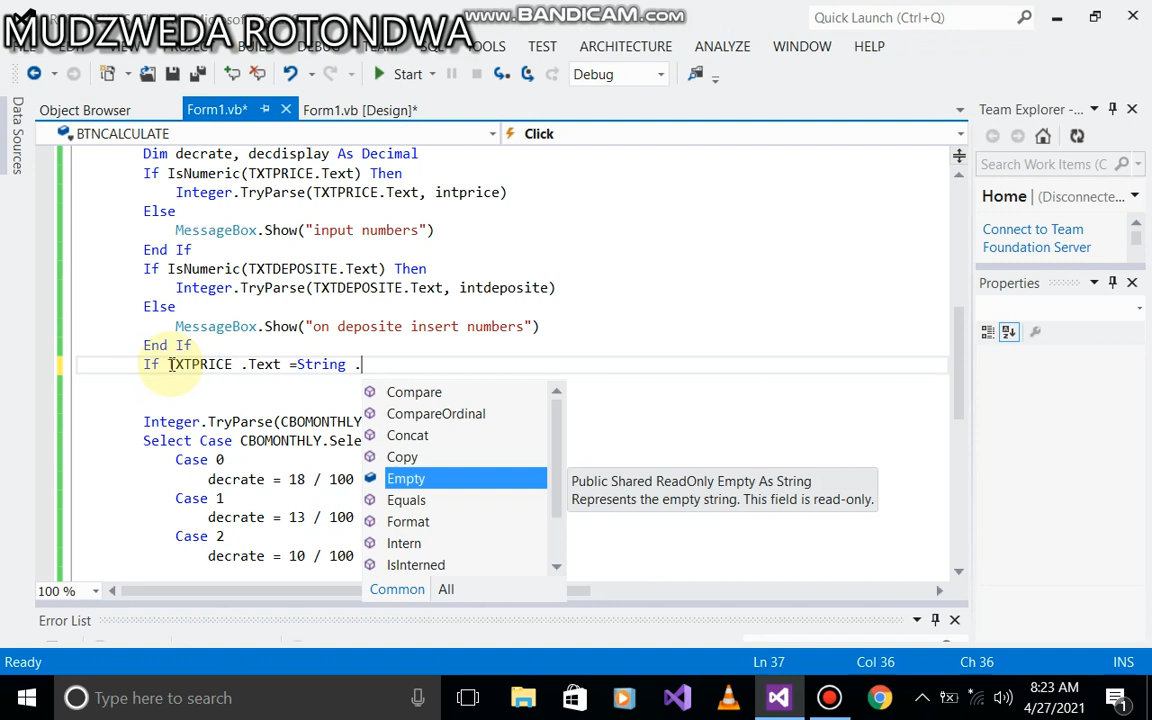 www.BANDICAM.com
MUDZWEDA ROTONDWA
Quick Launch (Ctrl+Q)
TOOLS TEST ARCHITECTURE ANALYZE WINDOW HELP
Start Debug
Data Sources
Object Browser Form1.vb* Form1.vb [Design]*
BTNCALCULATE Click
Dim decrate, decdisplay As Decimal
If IsNumeric(TXTPRICE.Text) Then
Integer.TryParse(TXTPRICE.Text, intprice)
Else
MessageBox.Show("input numbers")
End If
If IsNumeric(TXTDEPOSITE.Text) Then
Integer.TryParse(TXTDEPOSITE.Text, intdeposite)
Else
MessageBox.Show("on deposite insert numbers")
End If
If TXTPRICE .Text =String .
Integer.TryParse(CBOMONTHLY
Select Case CBOMONTHLY.Sele
Case 0
decrate = 18 / 100
Case 1
decrate = 13 / 100
Case 2
decrate = 10 / 100
Compare
CompareOrdinal
Concat
Copy
Empty
Equals
Format
Intern
IsInterned
Common All
Public Shared ReadOnly Empty As String
Represents the empty string. This field is read-only.
Team Explorer -...
Search Work Items (C
Home (Disconnecte...
Connect to Team
Foundation Server
Properties
100 %
Error List
Ready Ln 37 Col 36 Ch 36 INS
Type here to search
8:23 AM
4/27/2021
1